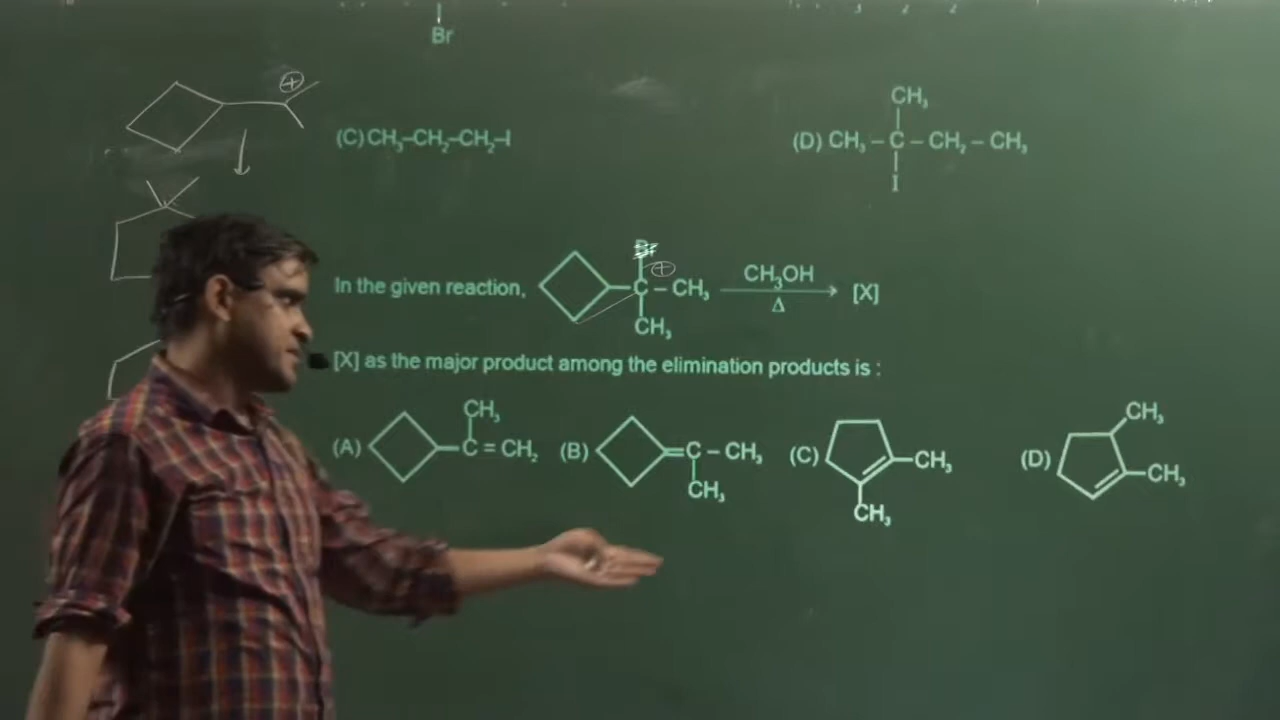 Br
(C) CH₃–CH₂–CH₂–I
CH₃
(D) CH₃ – C – CH₂ – CH₃
I
Br
⊕
⊕
In the given reaction, C – CH₃ CH₃OH Δ → [X]
CH₃
[X] as the major product among the elimination products is :
(A) CH₃ C = CH₂
(B) = C – CH₃ CH₃
(C) CH₃ CH₃
(D) CH₃ CH₃